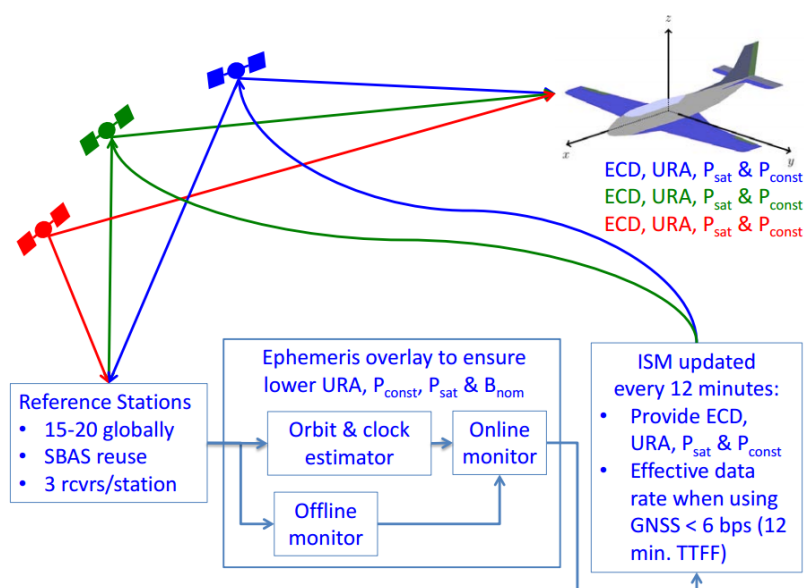 z
x
y
ECD, URA, Psat & Pconst
ECD, URA, Psat & Pconst
ECD, URA, Psat & Pconst
Reference Stations
• 15-20 globally
• SBAS reuse
• 3 rcvrs/station
Ephemeris overlay to ensure
lower URA, Pconst, Psat & Bnom
Orbit & clock
estimator
Online
monitor
Offline
monitor
ISM updated
every 12 minutes:
• Provide ECD,
URA, Psat & Pconst
• Effective data
rate when using
GNSS < 6 bps (12
min. TTFF)